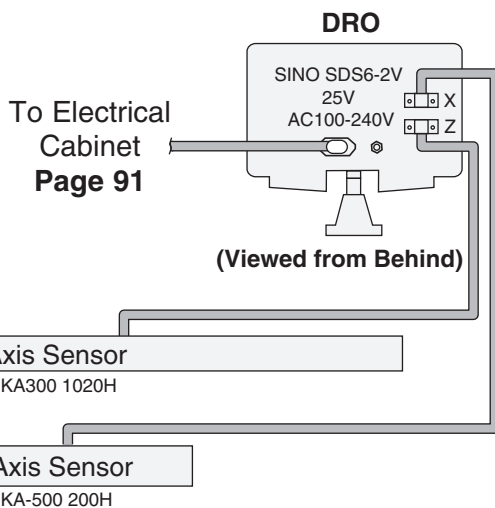 DRO
SINO SDS6-2V
25V
AC100-240V
X
Z
To Electrical
Cabinet
Page 91
(Viewed from Behind)
Axis Sensor
KA300 1020H
Axis Sensor
KA-500 200H